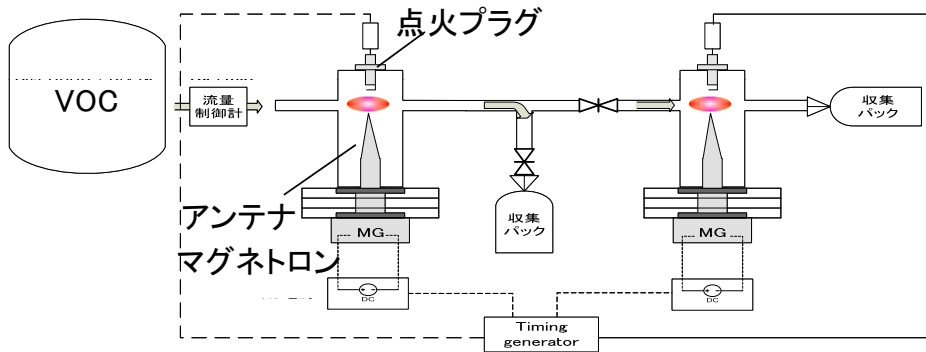 点火プラグ
VOC
流量
制御計
収集
パック
アンテナ
収集
パック
MG
MG
マグネトロン
DC
DC
Timing
generator